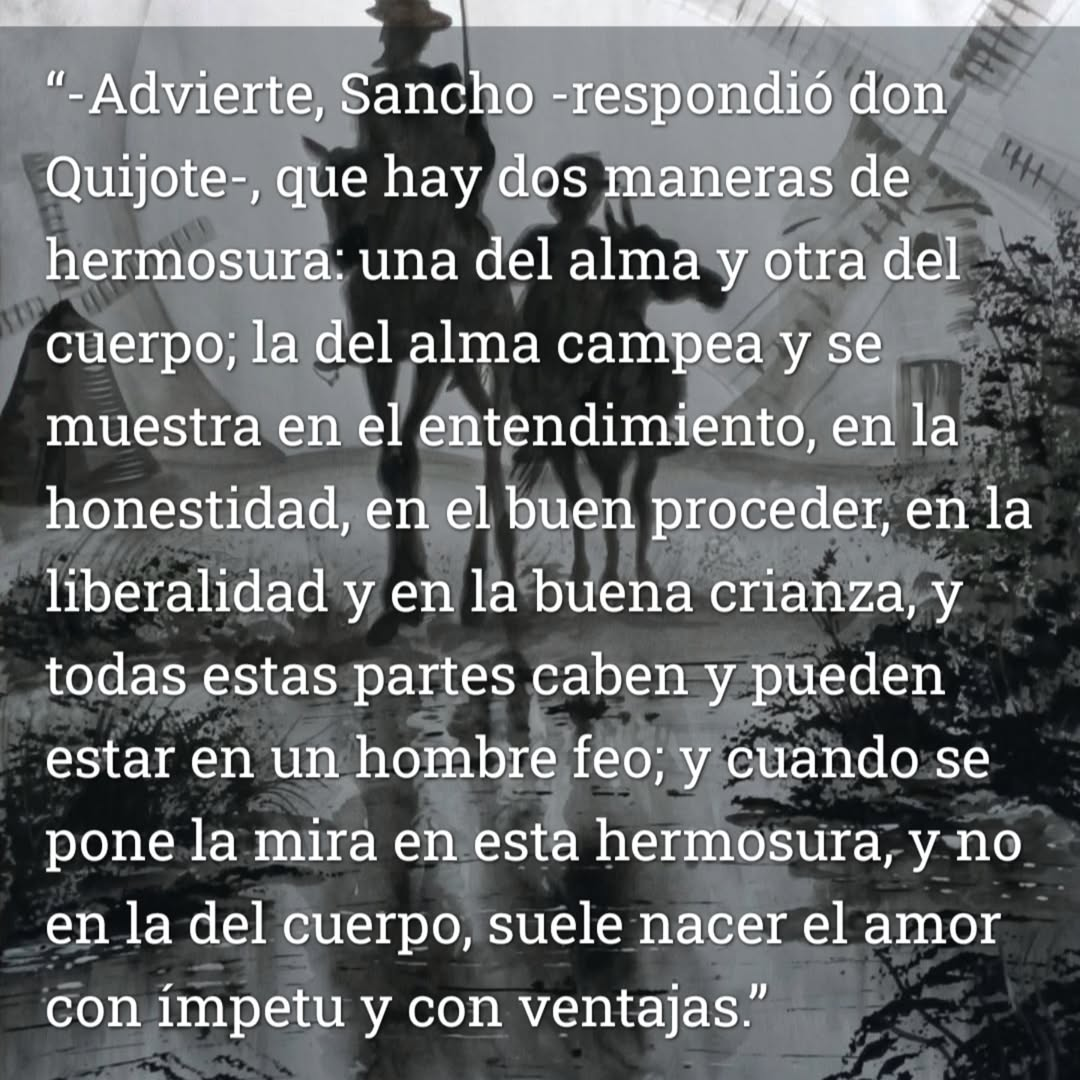 “-Advierte, Sancho -respondió don
Quijote-, que hay dos maneras de
hermosura: una del alma y otra del
cuerpo; la del alma campea y se
muestra en el entendimiento, en la
honestidad, en el buen proceder, en la
liberalidad y en la buena crianza, y
todas estas partes caben y pueden
estar en un hombre feo; y cuando se
pone la mira en esta hermosura, y no
en la del cuerpo, suele nacer el amor
con ímpetu y con ventajas.”